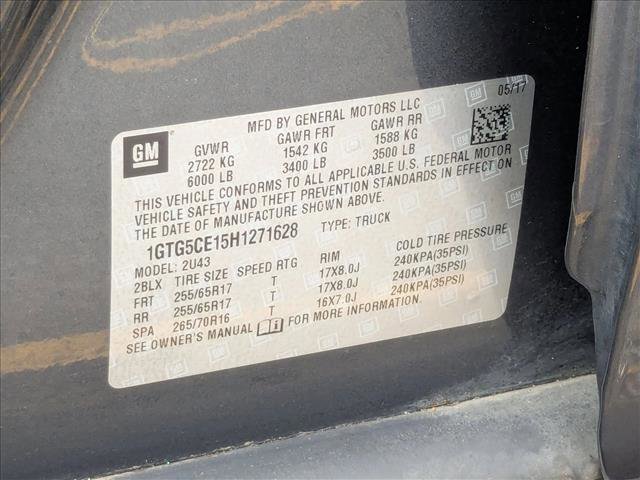 05/17
MFD BY GENERAL MOTORS LLC
GM
GVWR GAWR FRT GAWR RR
2722 KG 1542 KG 1588 KG
6000 LB 3400 LB 3500 LB
THIS VEHICLE CONFORMS TO ALL APPLICABLE U.S. FEDERAL MOTOR
VEHICLE SAFETY AND THEFT PREVENTION STANDARDS IN EFFECT ON
THE DATE OF MANUFACTURE SHOWN ABOVE.
1GTG5CE15H1271628 TYPE: TRUCK
MODEL: 2U43
2BLX TIRE SIZE SPEED RTG RIM COLD TIRE PRESSURE
FRT 255/65R17 T 17X8.0J 240KPA(35PSI)
RR 255/65R17 T 17X8.0J 240KPA(35PSI)
SPA 265/70R16 T 16X7.0J 240KPA(35PSI)
SEE OWNER'S MANUAL FOR MORE INFORMATION.